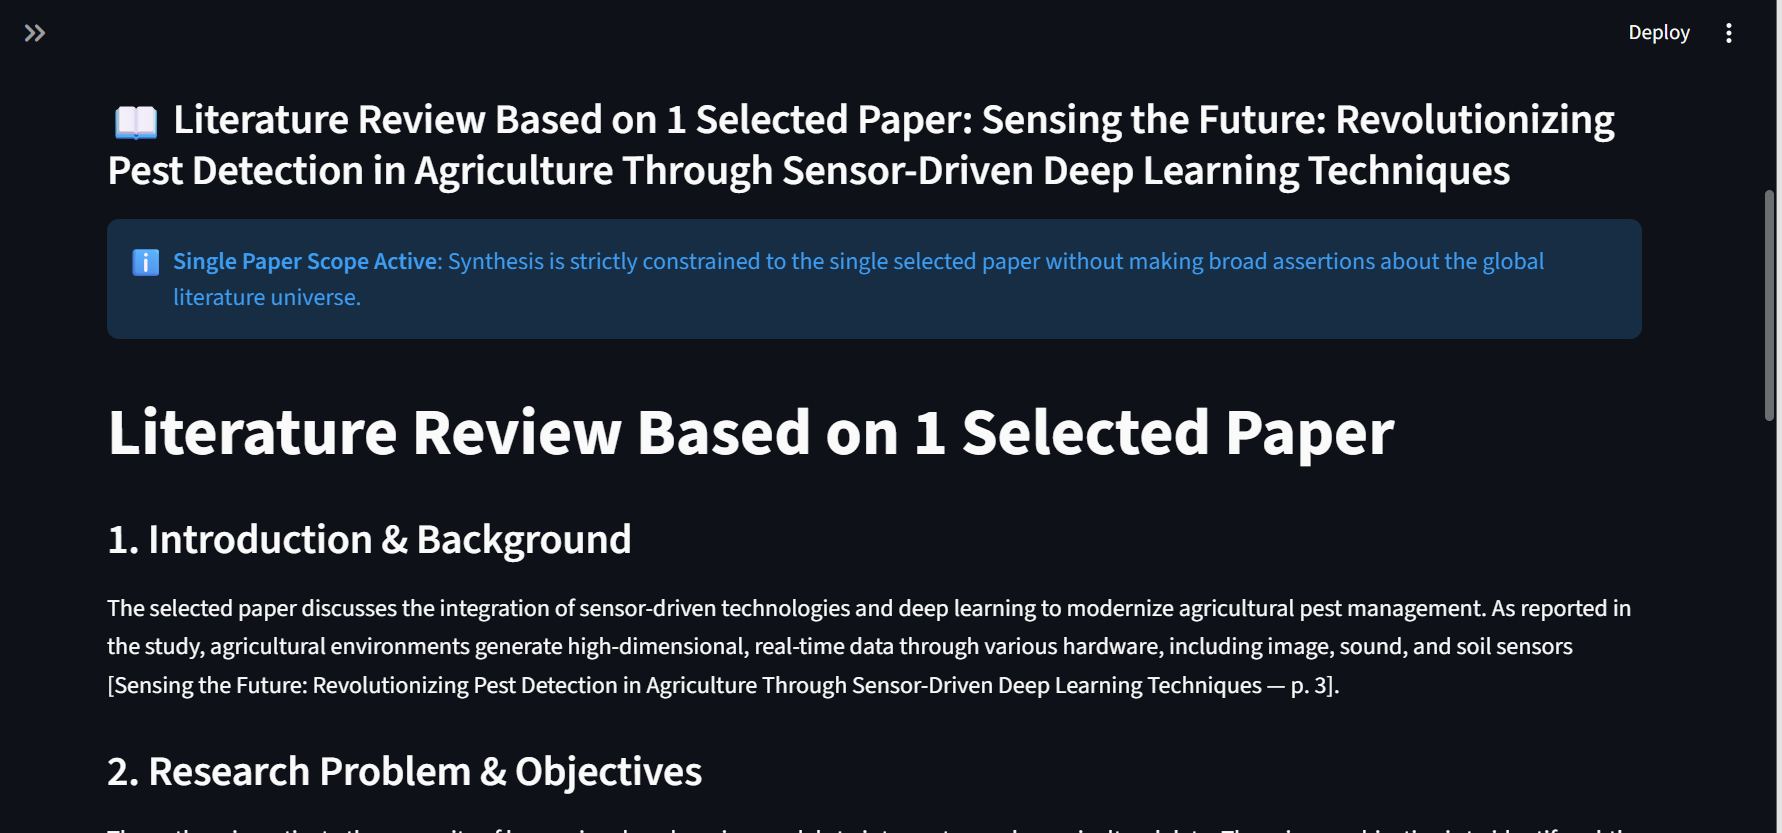 Deploy
Literature Review Based on 1 Selected Paper: Sensing the Future: Revolutionizing
Pest Detection in Agriculture Through Sensor-Driven Deep Learning Techniques
Single Paper Scope Active: Synthesis is strictly constrained to the single selected paper without making broad assertions about the global
literature universe.
Literature Review Based on 1 Selected Paper
1. Introduction & Background
The selected paper discusses the integration of sensor-driven technologies and deep learning to modernize agricultural pest management. As reported in
the study, agricultural environments generate high-dimensional, real-time data through various hardware, including image, sound, and soil sensors
[Sensing the Future: Revolutionizing Pest Detection in Agriculture Through Sensor-Driven Deep Learning Techniques — p. 3].
2. Research Problem & Objectives